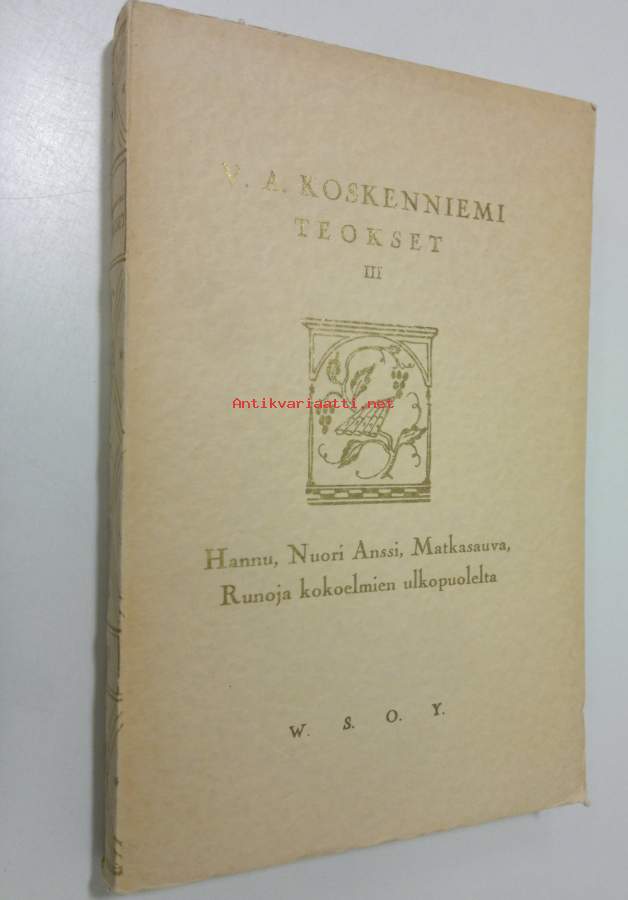 V. A. KOSKENNIEMI
TEOKSET
III
Antikvariaatti.net
Hannu, Nuori Anssi, Matkasauva,
Runoja kokoelmien ulkopuolelta
W. S. O. Y.